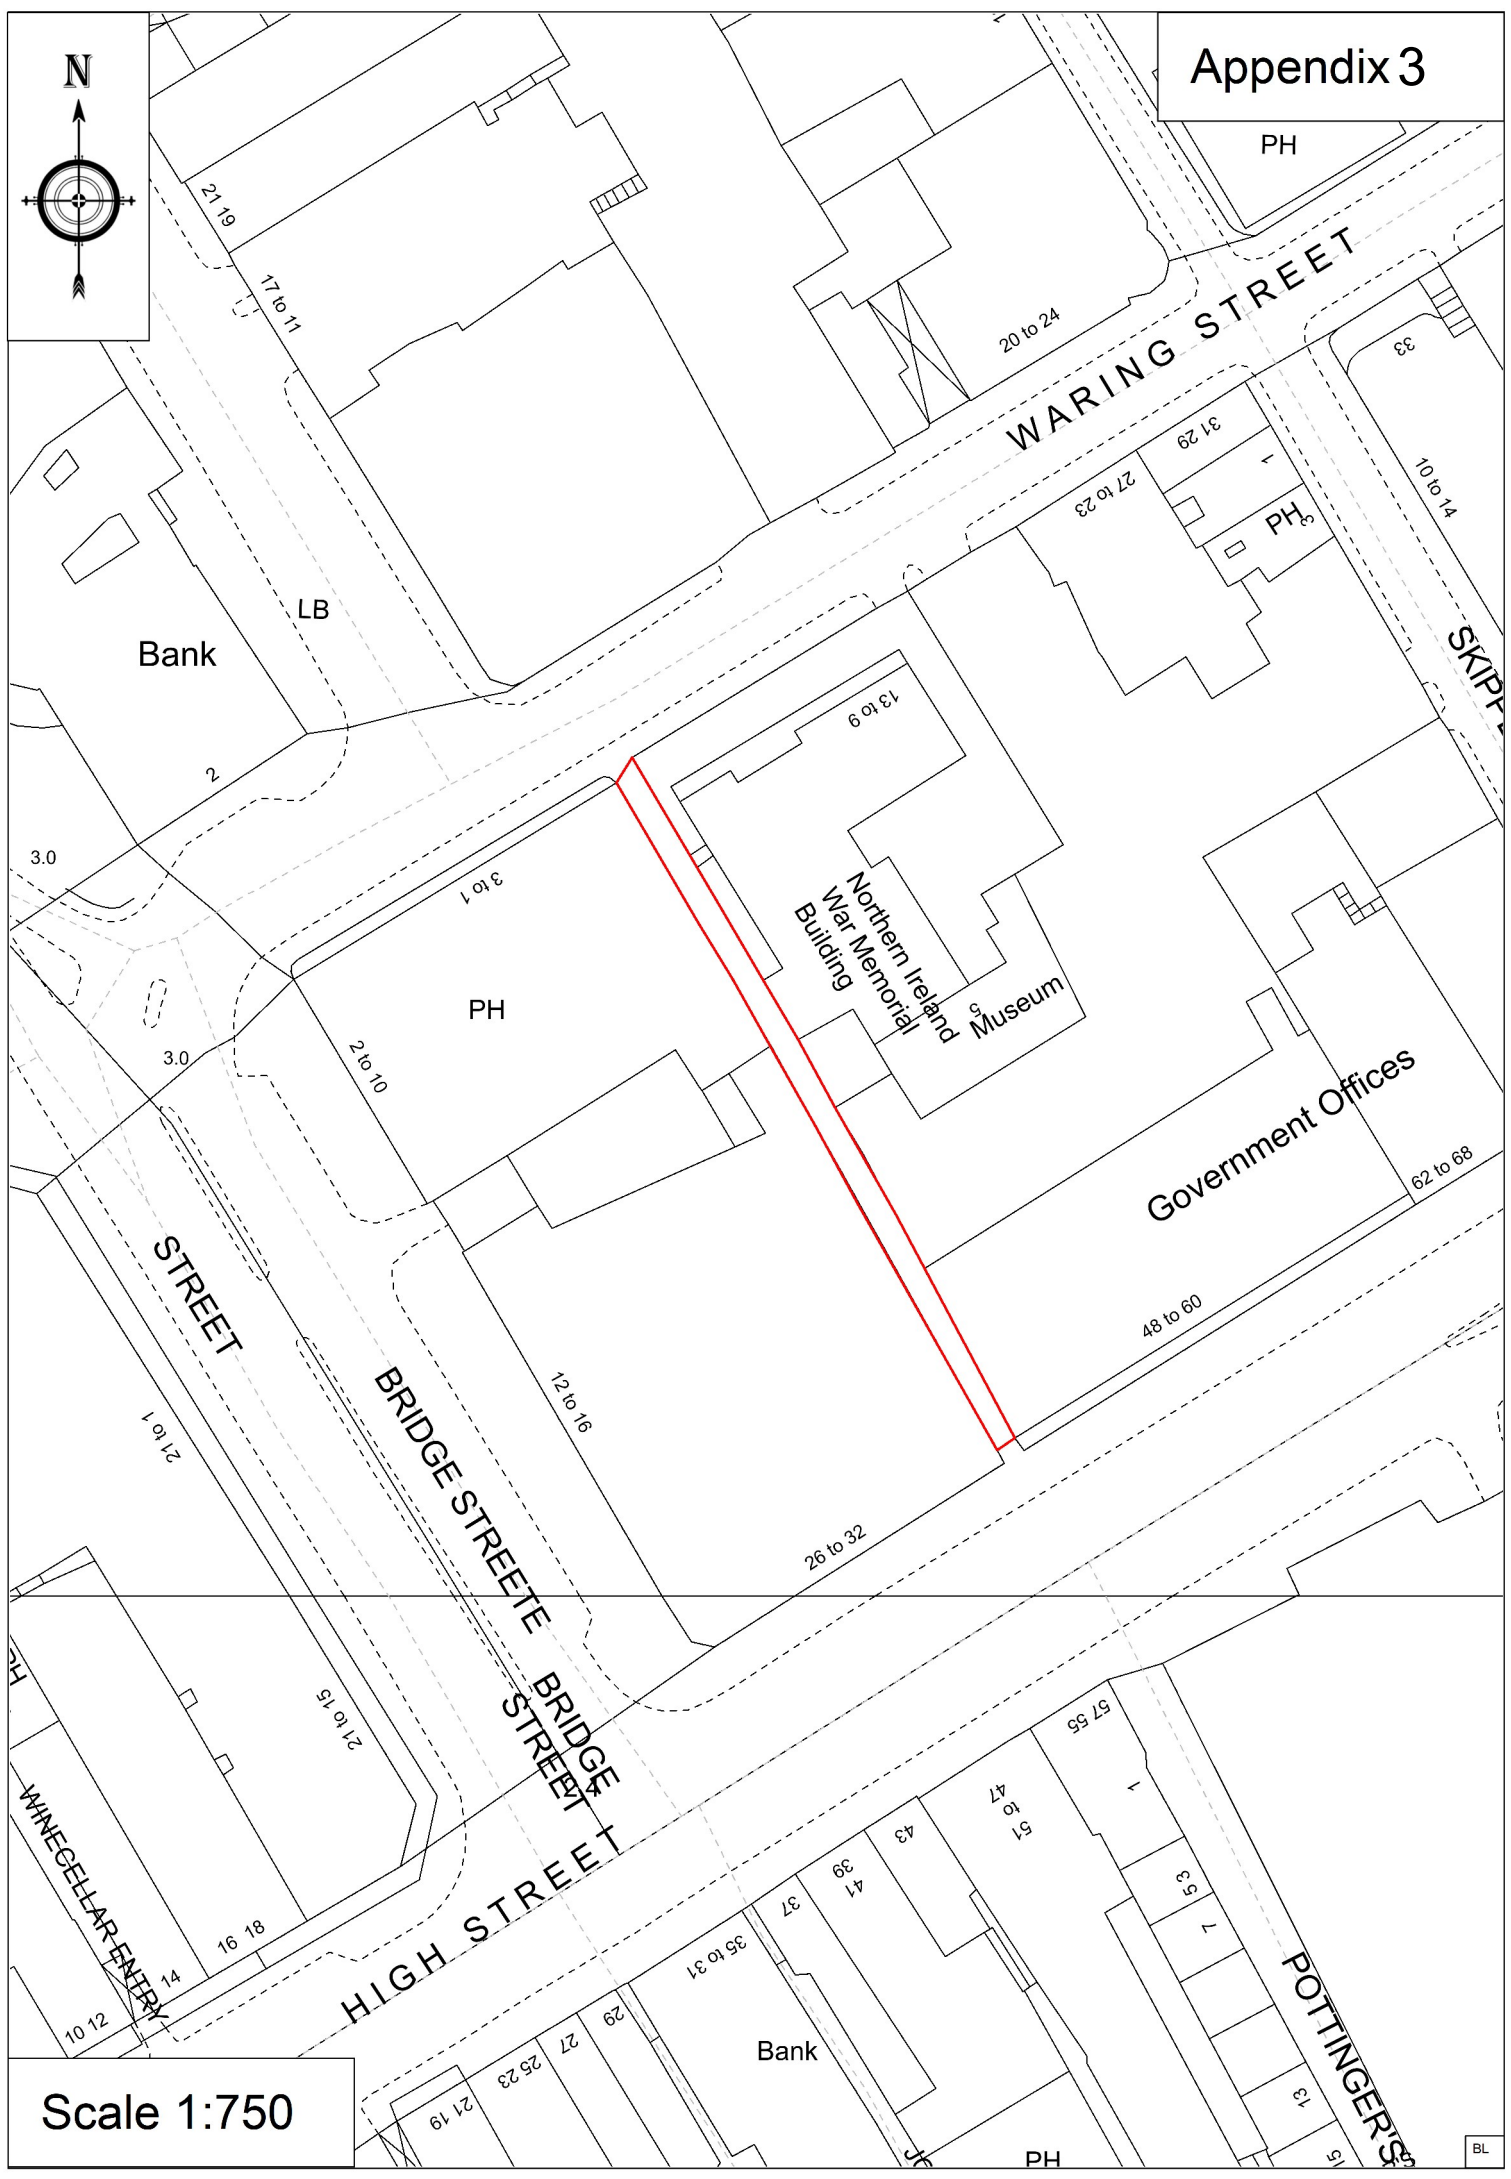 N
Appendix 3
PH
21 19
17 to 11
20 to 24
WARING STREET
33
31 29
1
27 to 23
10 to 14
PH
3
LB
Bank
2
13 to 9
3.0
3 to 1
Northern Ireland
War Memorial
Building
5
Museum
PH
3.0
2 to 10
Government Offices
62 to 68
48 to 60
STREET
BRIDGE STREETE
12 to 16
21 to 1
26 to 32
BRIDGE
STREET
21 to 15
57 55
1
47
to
51
43
39
41
37
53
7
WINECELLAR ENTRY
HIGH STREET
16 18
14
10 12
35 to 31
29
27
25 23
21 19
Bank
POTTINGER'S
13
15
PH
Scale 1:750
BL